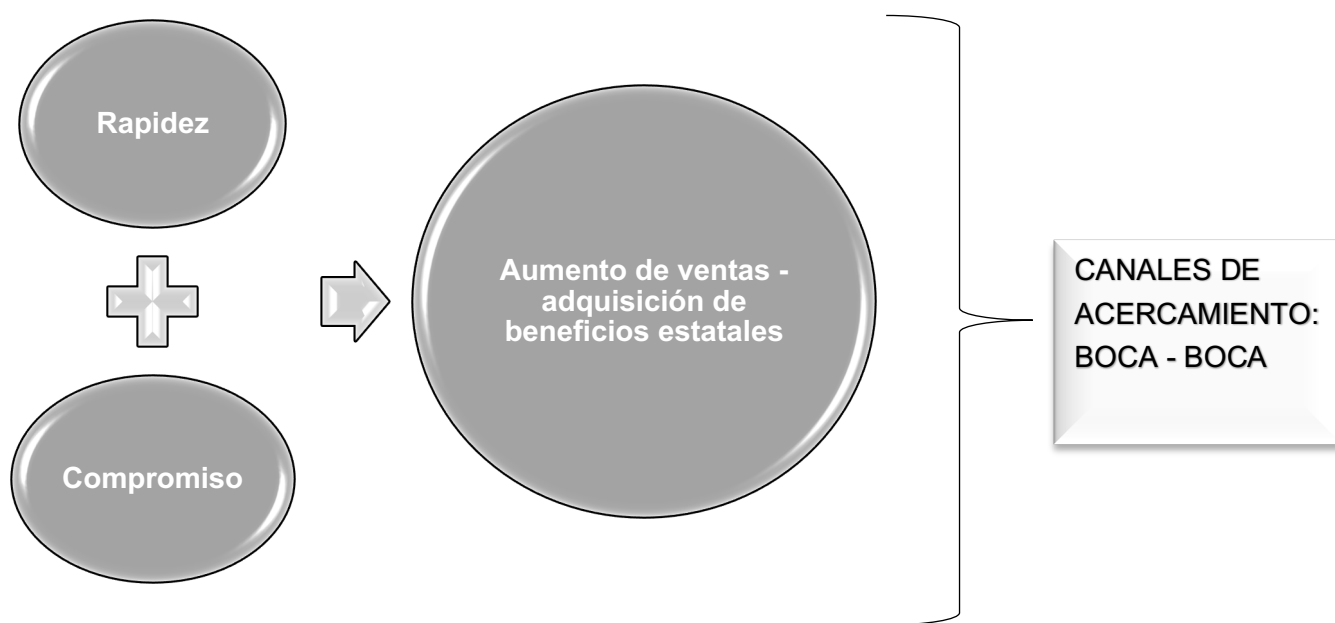 Rapidez
Compromiso
Aumento de ventas -
adquisición de
beneficios estatales
CANALES DE
ACERCAMIENTO:
BOCA - BOCA